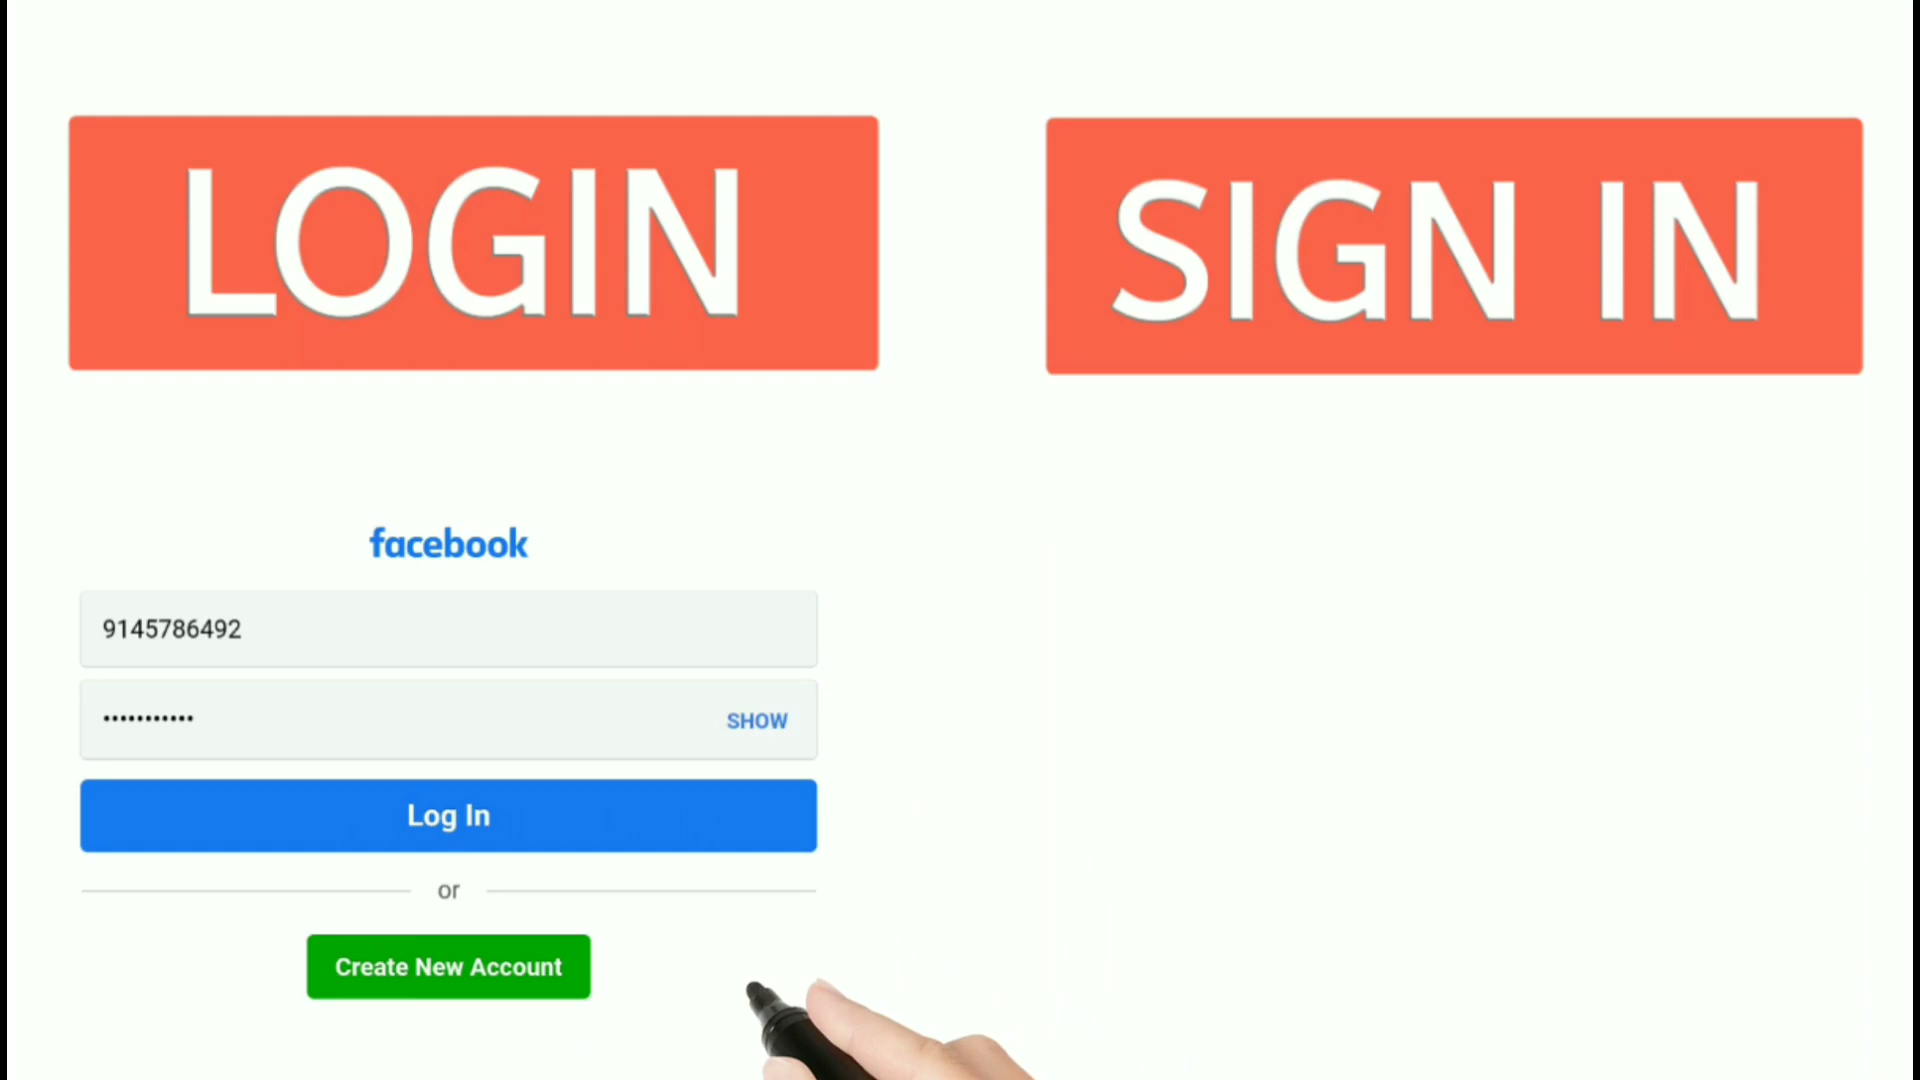 LOGIN
SIGN IN
facebook
9145786492
•••••••••••
SHOW
Log In
or
Create New Account